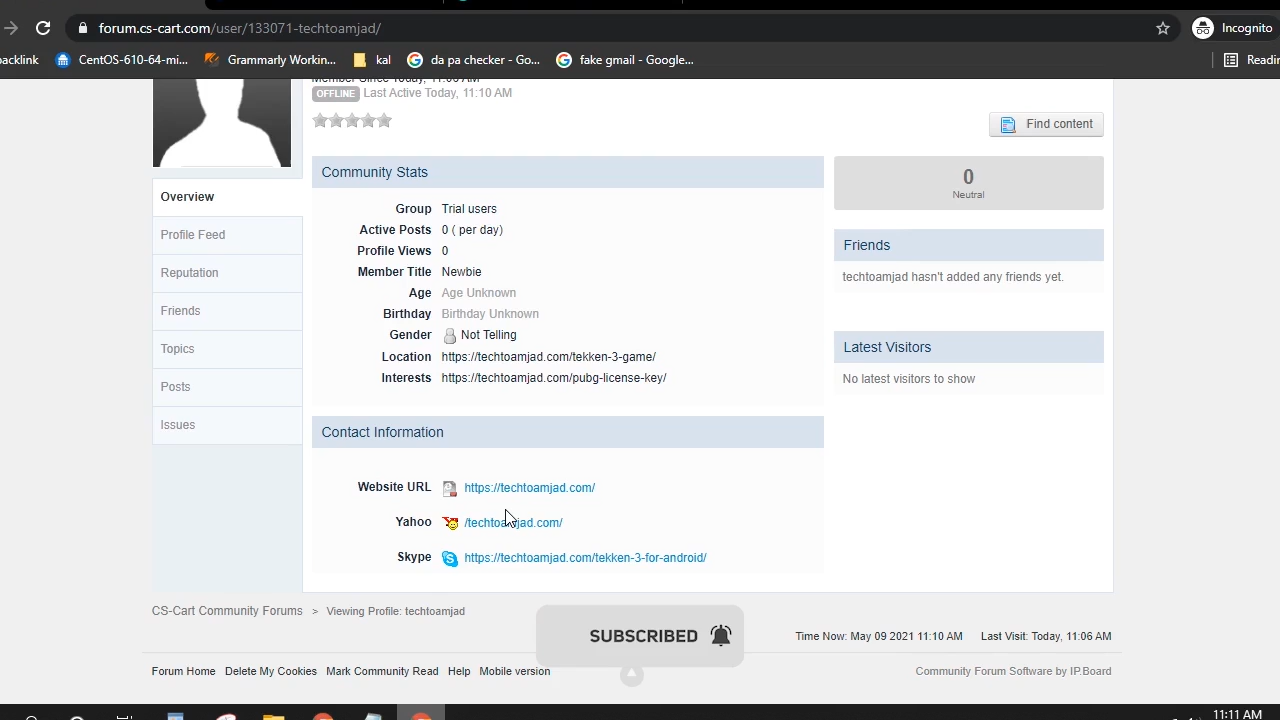 forum.cs-cart.com/user/133071-techtoamjad/
Incognito
acklink
CentOS-610-64-mi...
Grammarly Workin...
kal
da pa checker - Go...
fake gmail - Google...
Readin
Member Since Today, 11:06 AM
OFFLINE Last Active Today, 11:10 AM
Find content
Community Stats
0
Neutral
Overview
Group Trial users
Active Posts 0 ( per day)
Profile Feed
Profile Views 0
Friends
Reputation
Member Title Newbie
techtoamjad hasn't added any friends yet.
Age Age Unknown
Friends
Birthday Birthday Unknown
Gender Not Telling
Topics
Location https://techtoamjad.com/tekken-3-game/
Latest Visitors
Interests https://techtoamjad.com/pubg-license-key/
No latest visitors to show
Posts
Issues
Contact Information
Website URL https://techtoamjad.com/
Yahoo /techtoamjad.com/
Skype https://techtoamjad.com/tekken-3-for-android/
CS-Cart Community Forums > Viewing Profile: techtoamjad
SUBSCRIBED
Time Now: May 09 2021 11:10 AM Last Visit: Today, 11:06 AM
Forum Home Delete My Cookies Mark Community Read Help Mobile version
Community Forum Software by IP.Board
11:11 AM